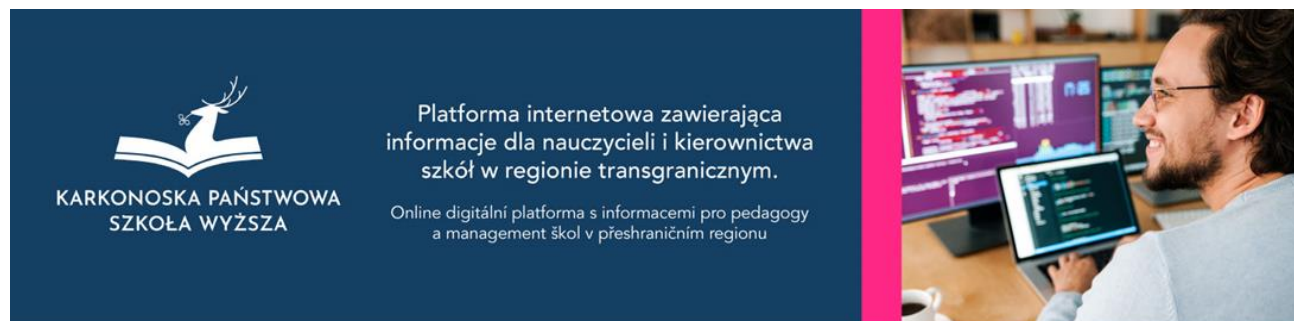 KARKONOSKA PAŃSTWOWA
SZKOŁA WYŻSZA
Platforma internetowa zawierająca
informacje dla nauczycieli i kierownictwa
szkół w regionie transgranicznym.
Online digitální platforma s informacemi pro pedagogy
a management škol v přeshraničním regionu